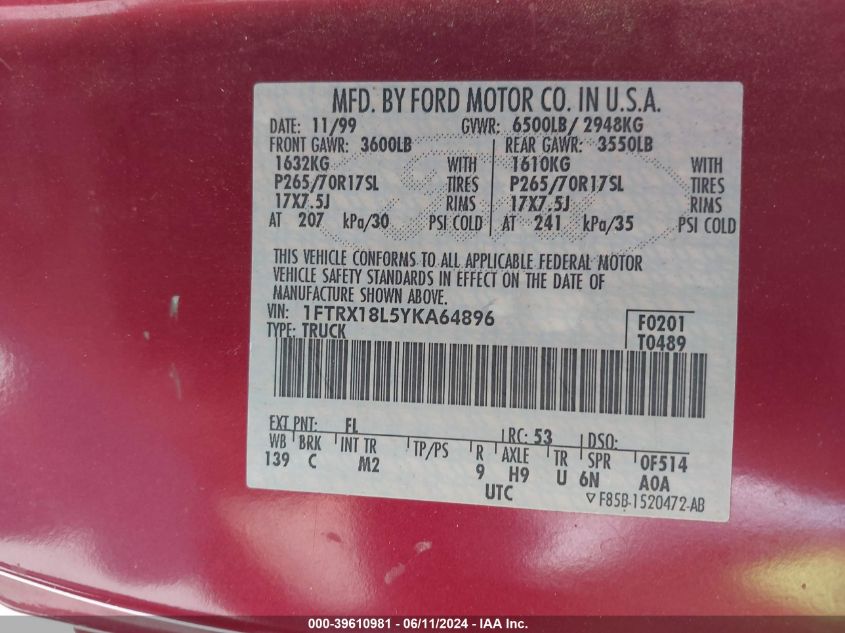 MFD. BY FORD MOTOR CO. IN U.S.A.
DATE: 11/99 GVWR: 6500LB/ 2948KG
FRONT GAWR: 3600LB REAR GAWR: 3550LB
1632KG WITH 1610KG WITH
P265/70R17SL TIRES P265/70R17SL TIRES
17X7.5J RIMS 17X7.5J RIMS
AT 207 kPa/30 PSI COLD AT 241 kPa/35 PSI COLD
THIS VEHICLE CONFORMS TO ALL APPLICABLE FEDERAL MOTOR
VEHICLE SAFETY STANDARDS IN EFFECT ON THE DATE OF
MANUFACTURE SHOWN ABOVE.
VIN: 1FTRX18L5YKA64896 F0201
TYPE: TRUCK T0489
EXT PNT: FL RC: 53 DSO:
WB BRK INT TR TP/PS R AXLE TR SPR 0F514
139 C M2 9 H9 U 6N A0A
UTC ▽ F85B-1520472-AB
000-39610981 - 06/11/2024 - IAA Inc.